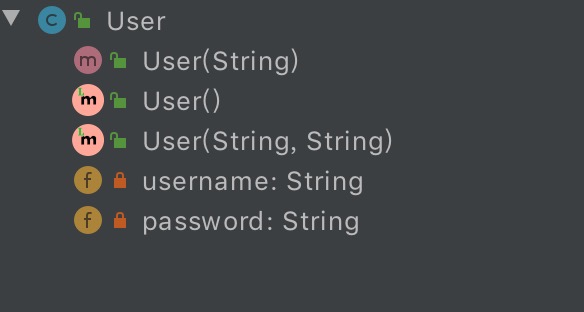 C User
m User(String)
m User()
m User(String, String)
f username: String
f password: String